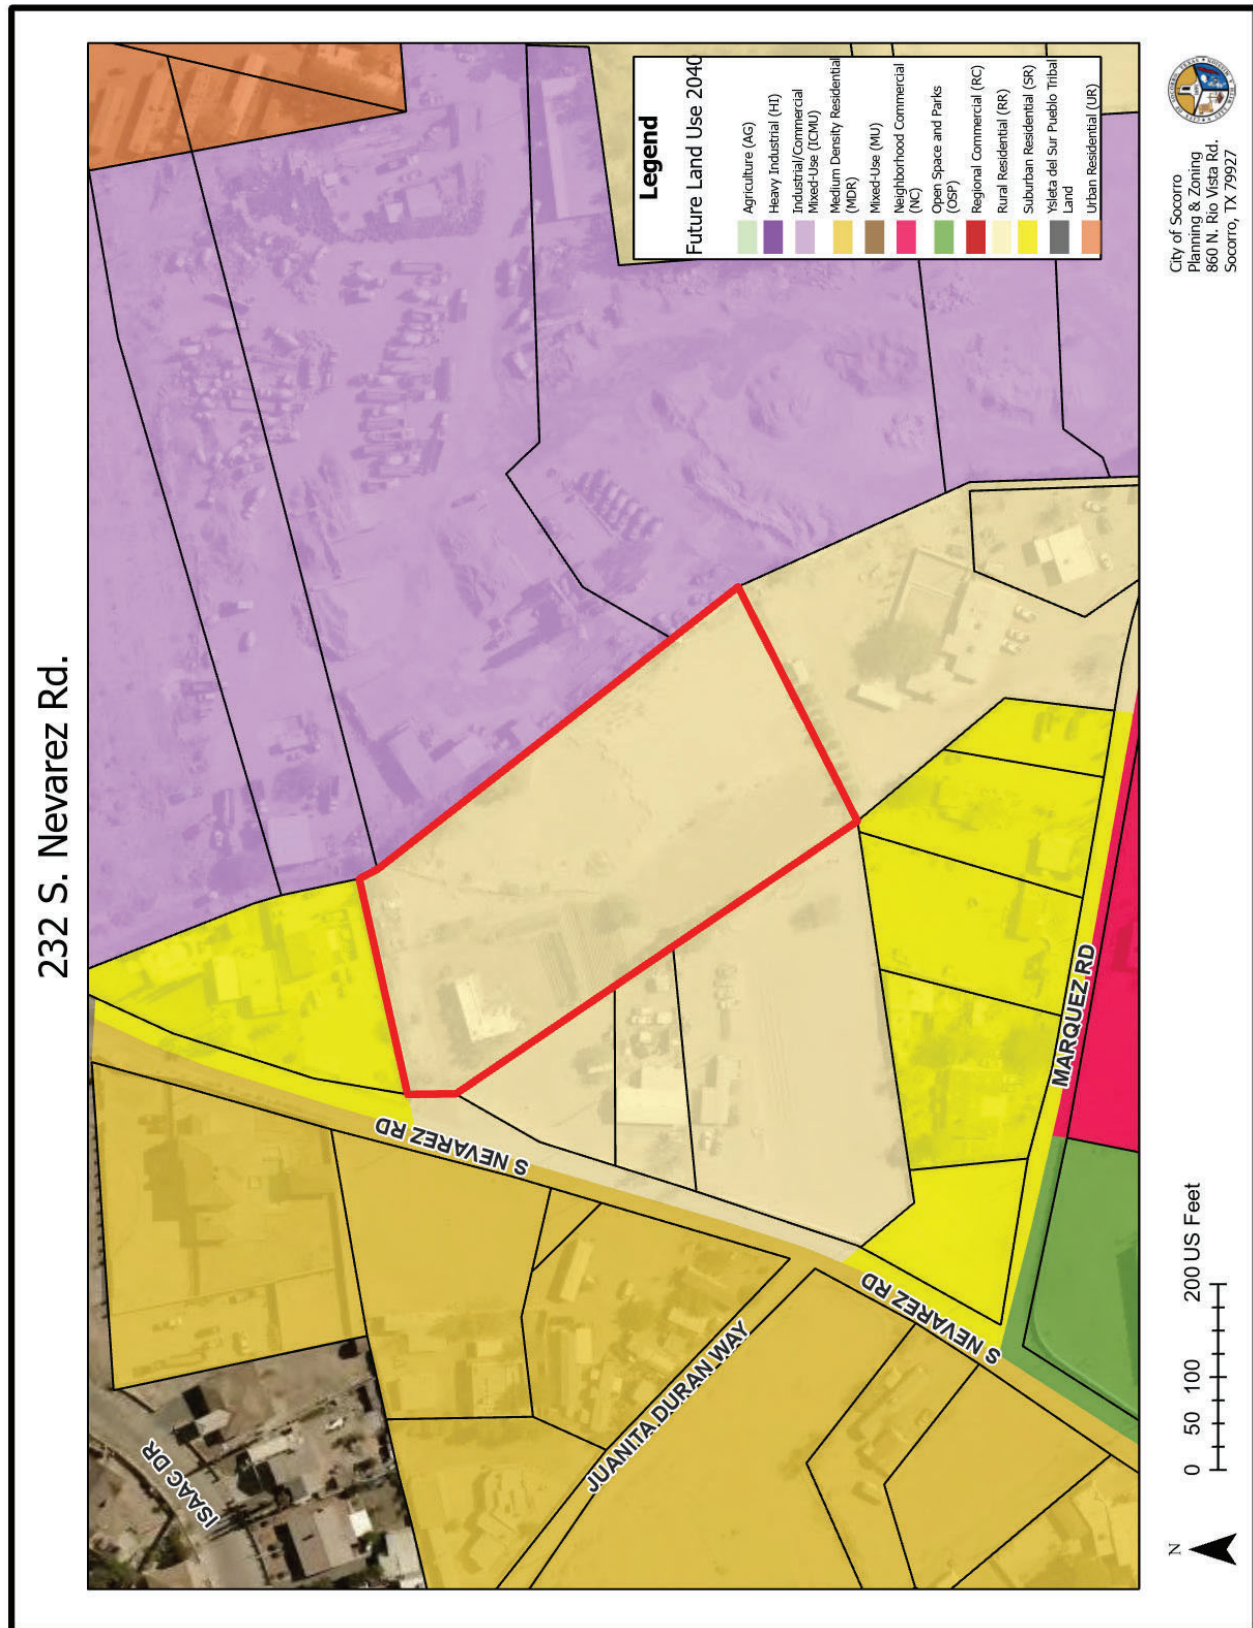 232 S. Nevarez Rd.
ISAAC DR
S NEVAREZ RD
JUANITA DURAN WAY
S NEVAREZ RD
MARQUEZ RD
Legend
Future Land Use 2040
Agriculture (AG)
Heavy Industrial (HI)
Industrial/Commercial
Mixed-Use (ICMU)
Medium Density Residential
(MDR)
Mixed-Use (MU)
Neighborhood Commercial
(NC)
Open Space and Parks
(OSP)
Regional Commercial (RC)
Rural Residential (RR)
Suburban Residential (SR)
Ysleta del Sur Pueblo Tribal
Land
Urban Residential (UR)
N
0 50 100 200 US Feet
City of Socorro
Planning & Zoning
860 N. Rio Vista Rd.
Socorro, TX 79927